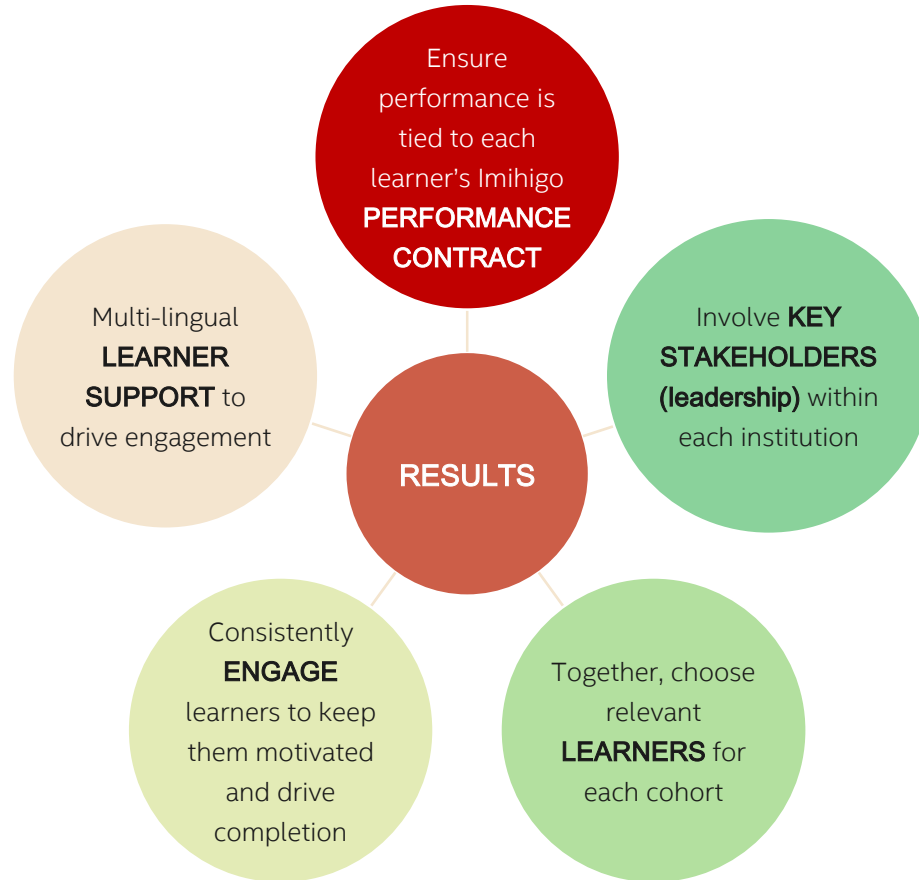 Ensure
performance is
tied to each
learner’s Imihigo
PERFORMANCE
CONTRACT
Involve KEY
STAKEHOLDERS
(leadership) within
each institution
Together, choose
relevant
LEARNERS for
each cohort
Consistently
ENGAGE
learners to keep
them motivated
and drive
completion
Multi-lingual
LEARNER
SUPPORT to
drive engagement
RESULTS